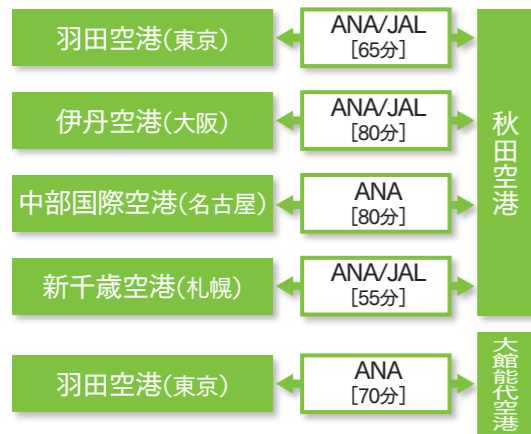 羽田空港(東京)
ANA/JAL
[65分]
伊丹空港(大阪)
ANA/JAL
[80分]
中部国際空港(名古屋)
ANA
[80分]
新千歳空港(札幌)
ANA/JAL
[55分]
秋田空港
羽田空港(東京)
ANA
[70分]
大館能代空港